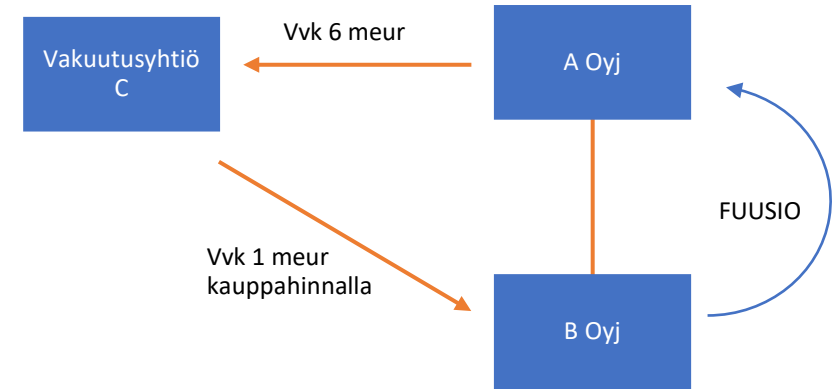 Vvk 6 meur
Vakuutusyhtiö
C
A Oyj
FUUSIO
Vvk 1 meur
kauppahinnalla
B Oyj